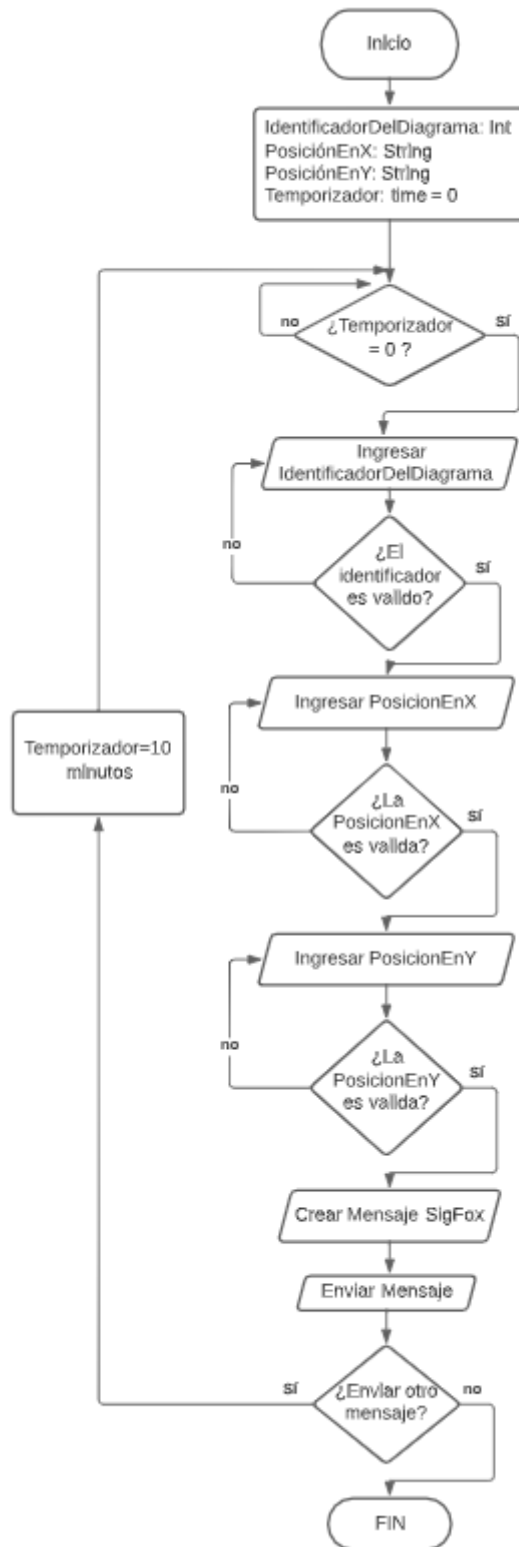 Inicio
IdentificadorDelDiagrama: Int
PosiciónEnX: String
PosiciónEnY: String
Temporizador: time = 0
¿Temporizador
= 0 ?
no
Sí
Ingresar
IdentificadorDelDiagrama
¿El
identificador
es valido?
no
Sí
Ingresar PosicionEnX
¿La
PosicionEnX
es valida?
no
Sí
Temporizador=10
minutos
Ingresar PosicionEnY
¿La
PosicionEnY
es valida?
no
Sí
Crear Mensaje SigFox
Enviar Mensaje
¿Enviar otro
mensaje?
Sí
no
FIN